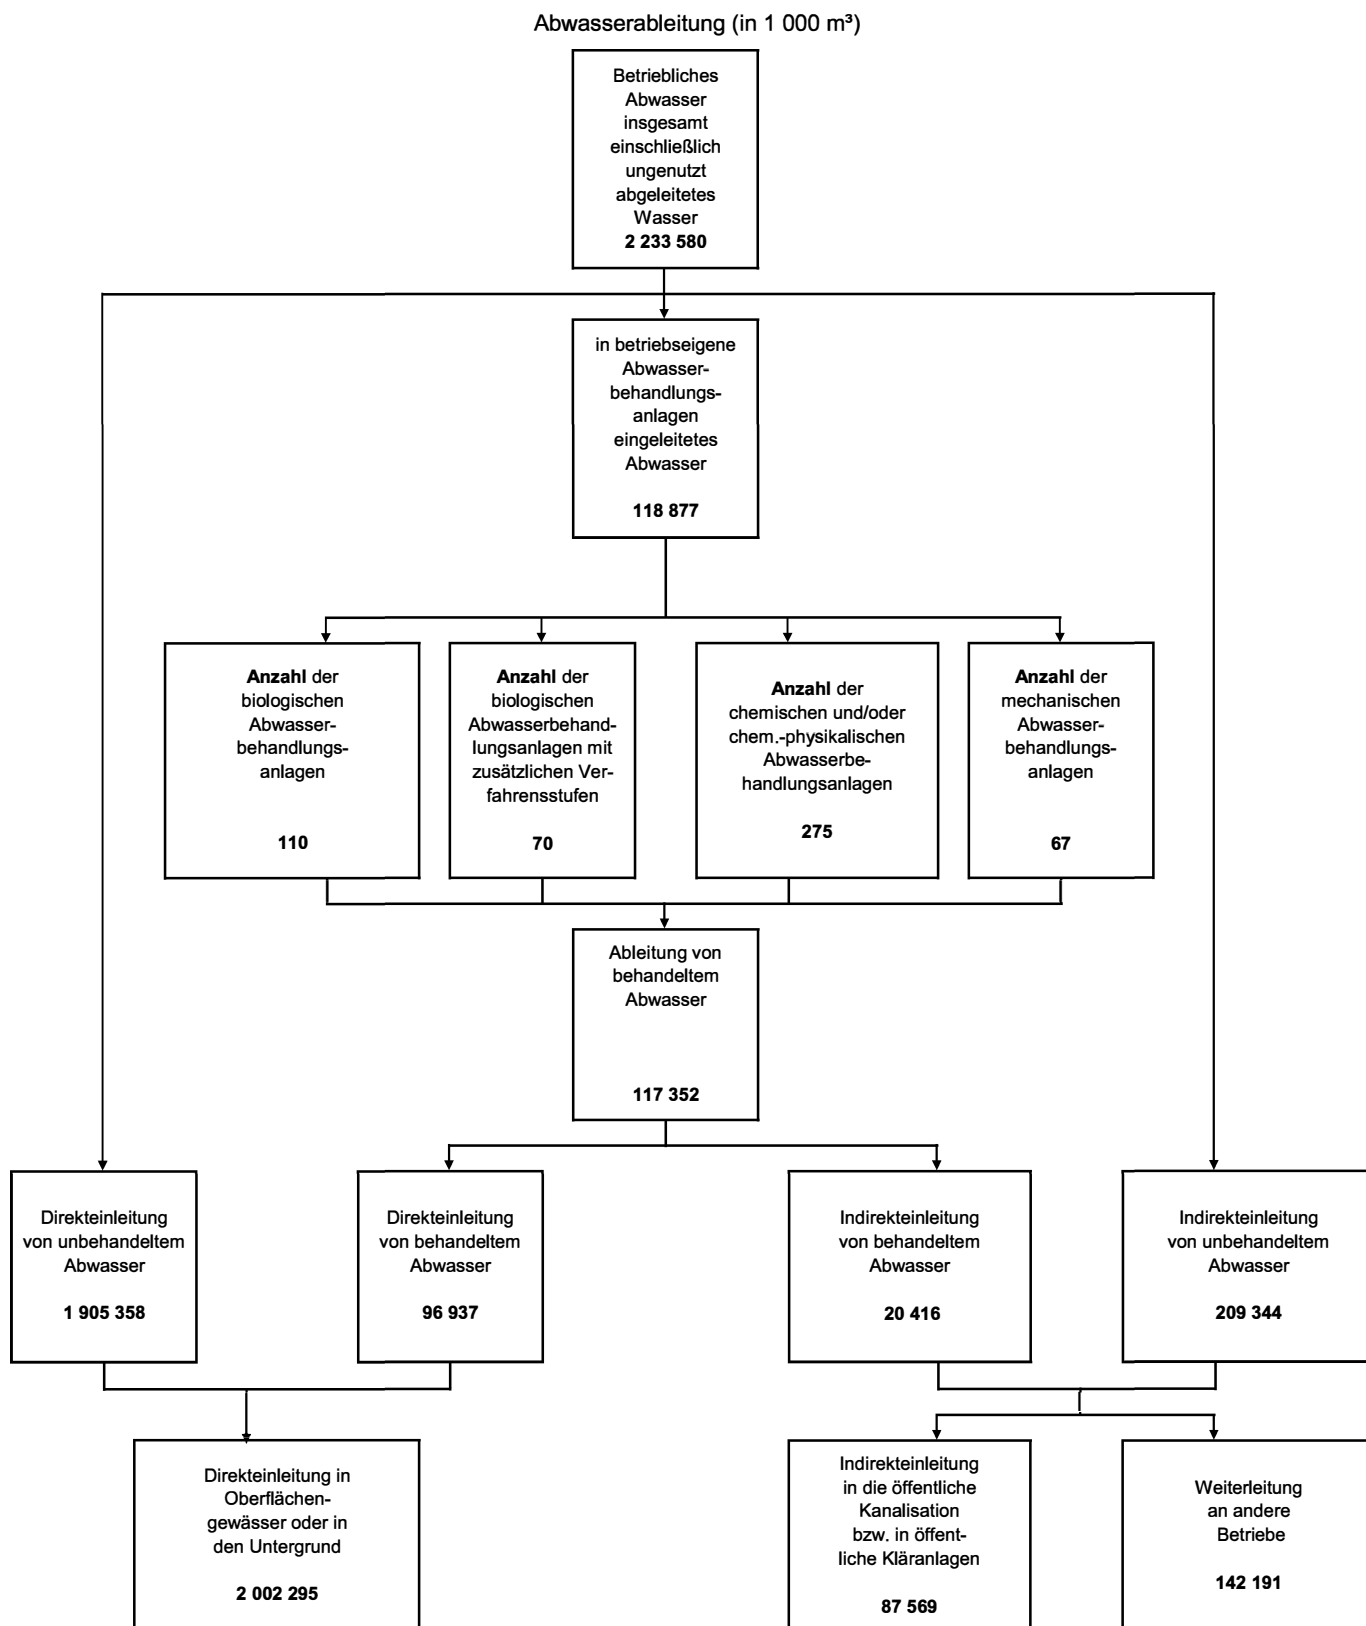 Abwasserableitung (in 1 000 m³)
Betriebliches
Abwasser
insgesamt
einschließlich
ungenutzt
abgeleitetes
Wasser
2 233 580
in betriebseigene
Abwasser-
behandlungs-
anlagen
eingeleitetes
Abwasser
118 877
Anzahl der
biologischen
Abwasser-
behandlungs-
anlagen
110
Anzahl der
biologischen
Abwasserbehand-
lungsanlagen mit
zusätzlichen Ver-
fahrensstufen
70
Anzahl der
chemischen und/oder
chem.-physikalischen
Abwasserbe-
handlungsanlagen
275
Anzahl der
mechanischen
Abwasser-
behandlungs-
anlagen
67
Ableitung von
behandeltem
Abwasser
117 352
Direkteinleitung
von unbehandeltem
Abwasser
1 905 358
Direkteinleitung
von behandeltem
Abwasser
96 937
Indirekteinleitung
von behandeltem
Abwasser
20 416
Indirekteinleitung
von unbehandeltem
Abwasser
209 344
Direkteinleitung in
Oberflächen-
gewässer oder in
den Untergrund
2 002 295
Indirekteinleitung
in die öffentliche
Kanalisation
bzw. in öffent-
liche Kläranlagen
87 569
Weiterleitung
an andere
Betriebe
142 191